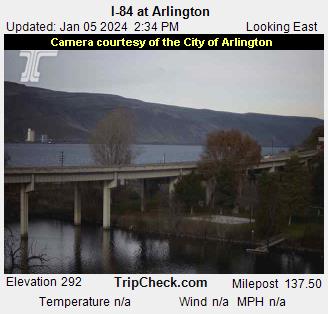 I-84 at Arlington
Updated: Jan 05 2024 2:34 PM Looking East
Camera courtesy of the City of Arlington
Elevation 292 TripCheck.com Milepost 137.50
Temperature n/a Wind n/a MPH n/a